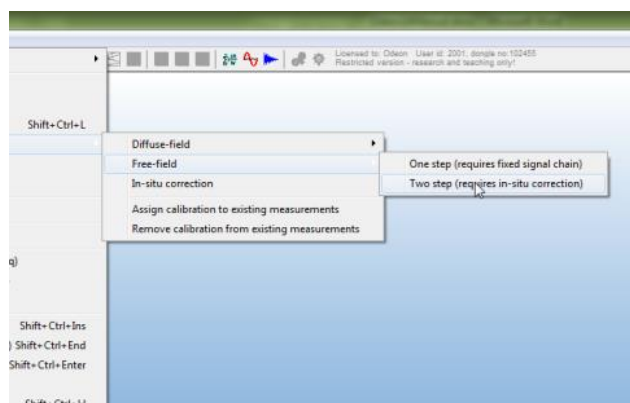 Licensed to: Odeon User id: 2001, dongle no:102455
Restricted version - research and teaching only!
Shift+Ctrl+L
Diffuse-field
Free-field
In-situ correction
Assign calibration to existing measurements
Remove calibration from existing measurements
One step (requires fixed signal chain)
Two step (requires in-situ correction)
q)
Shift+Ctrl+Ins
) Shift+Ctrl+End
Shift+Ctrl+Enter